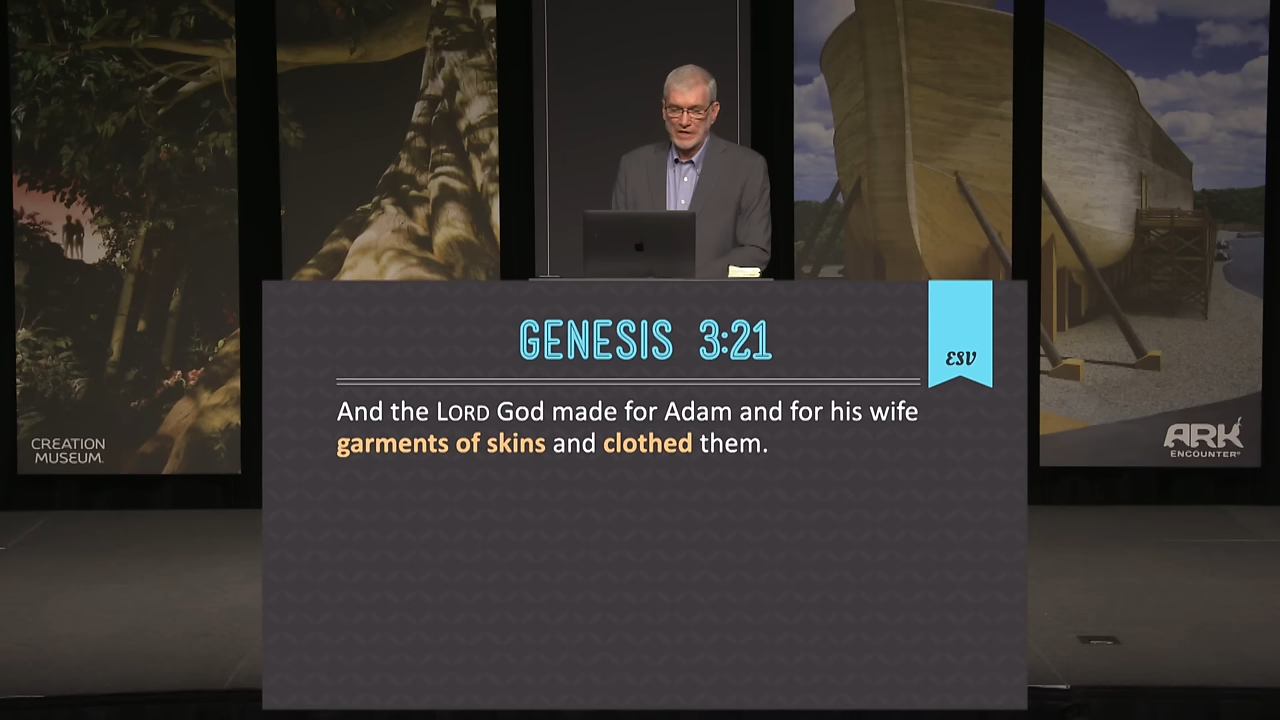 GENESIS 3:21
ESV
And the LORD God made for Adam and for his wife
garments of skins and clothed them.
CREATION
MUSEUM.
ARK
ENCOUNTER®